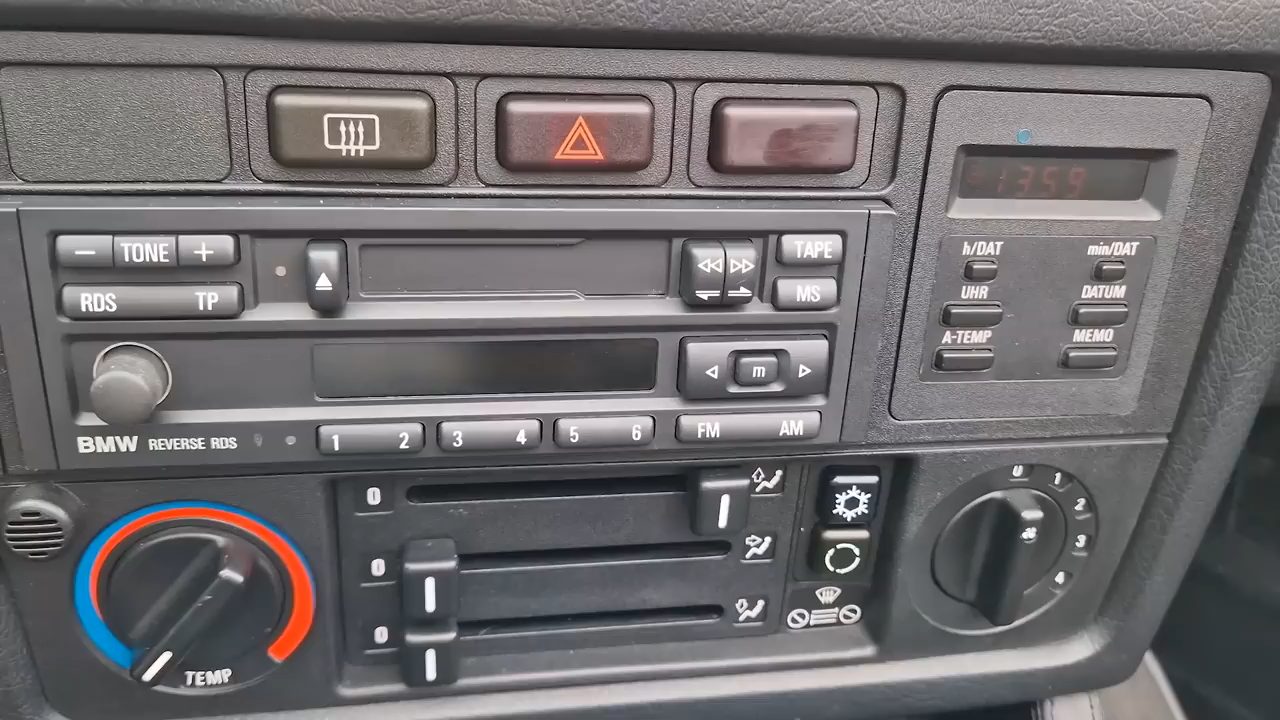 1359
- TONE +
TAPE
RDS TP
MS
h/DAT min/DAT
UHR DATUM
A-TEMP MEMO
m
BMW REVERSE RDS
1 2 3 4 5 6 FM AM
0
0
0
TEMP
0 1 2 3 4